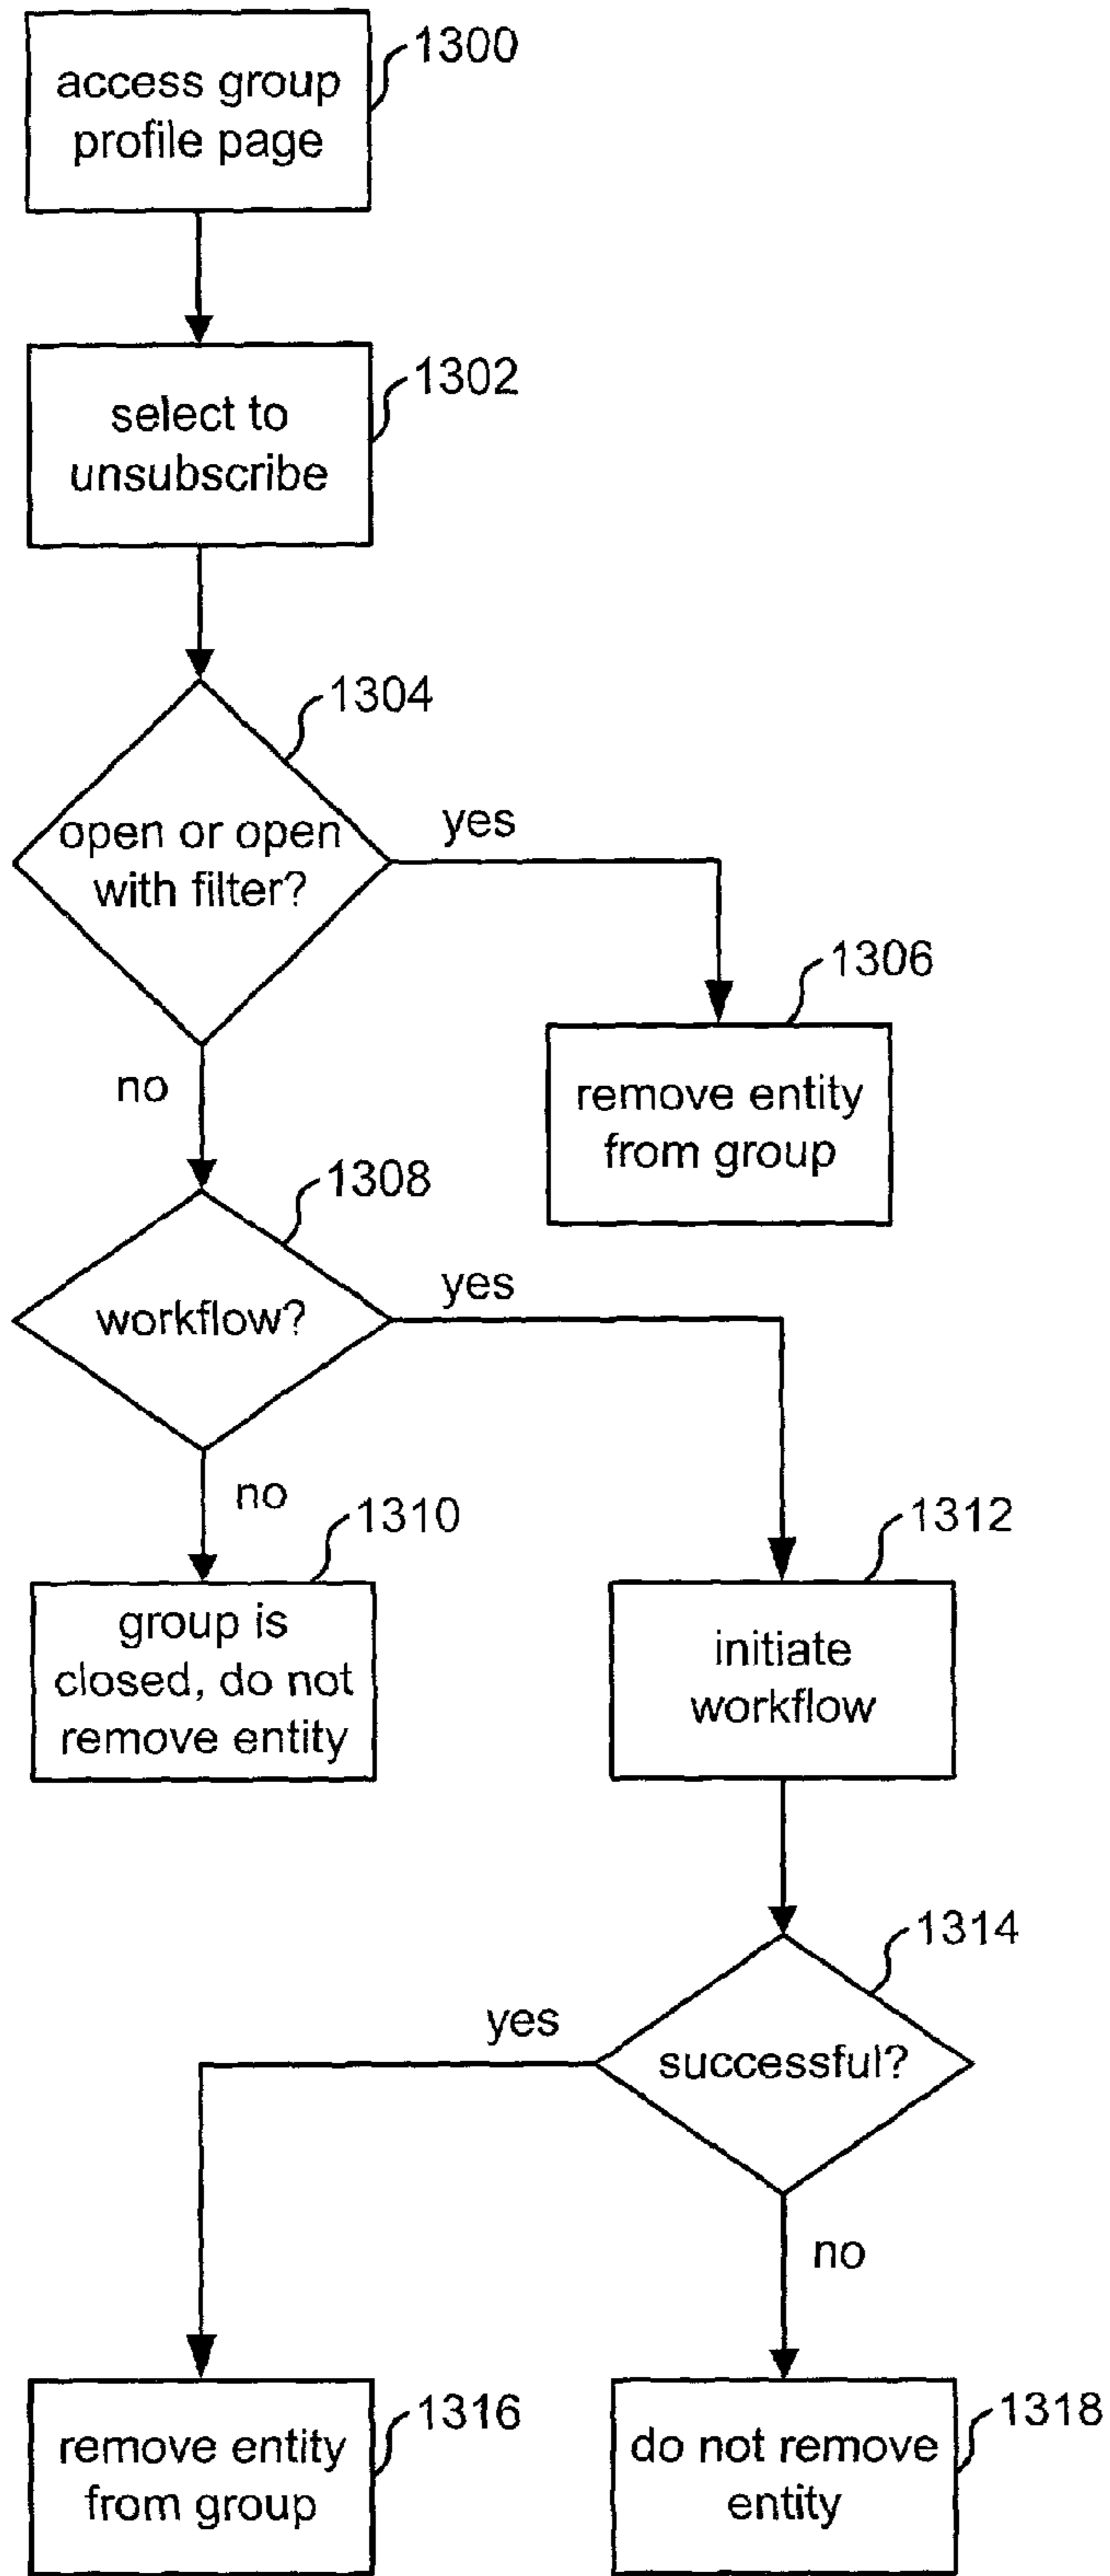 1300
access group
profile page
1302
select to
unsubscribe
1304
open or open
with filter?
yes
1306
remove entity
from group
no
1308
workflow?
yes
no
1310
group is
closed, do not
remove entity
1312
initiate
workflow
1314
successful?
yes
no
1316
remove entity
from group
1318
do not remove
entity